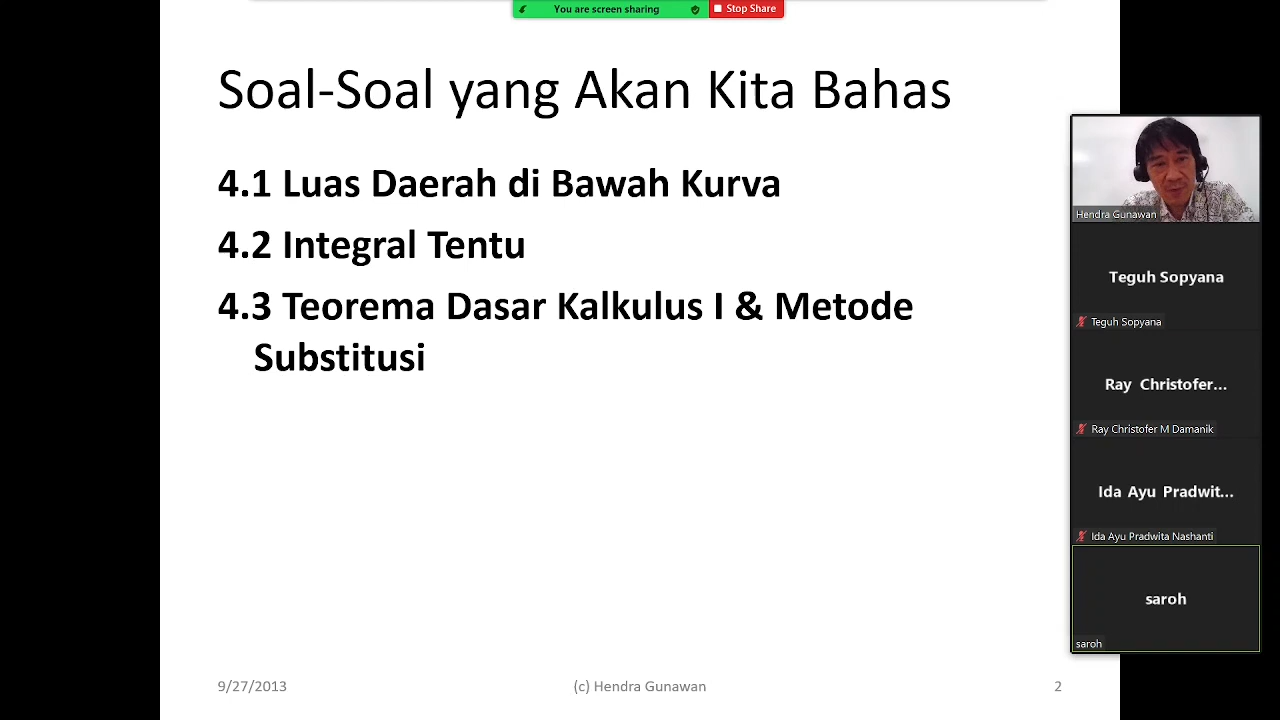 You are screen sharing
Stop Share
Soal-Soal yang Akan Kita Bahas
4.1 Luas Daerah di Bawah Kurva
4.2 Integral Tentu
4.3 Teorema Dasar Kalkulus I & Metode
Substitusi
9/27/2013
(c) Hendra Gunawan
2
Hendra Gunawan
Teguh Sopyana
Teguh Sopyana
Ray Christofer...
Ray Christofer M Damanik
Ida Ayu Pradwit...
Ida Ayu Pradwita Nashanti
saroh
saroh